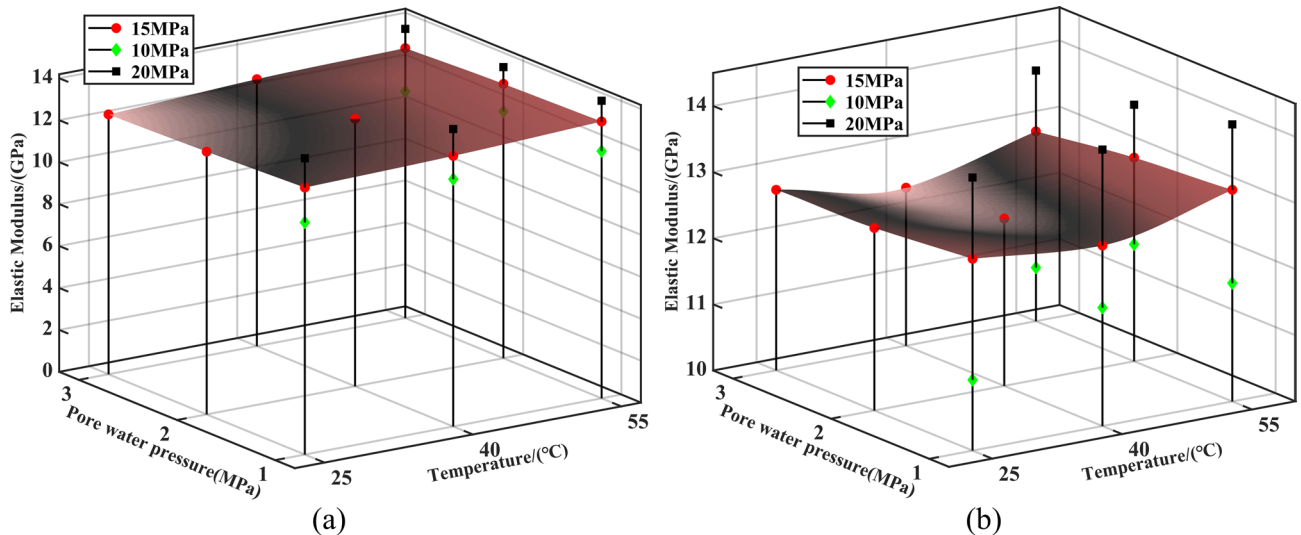 15MPa
10MPa
20MPa
14
12
10
8
6
4
2
0
Elastic Modulus/(GPa)
3
2
1
Pore water pressure(MPa)
25
40
55
Temperature/(°C)
(a)
15MPa
10MPa
20MPa
14
13
12
11
10
Elastic Modulus/(GPa)
3
2
1
Pore water pressure(MPa)
25
40
55
Temperature/(°C)
(b)